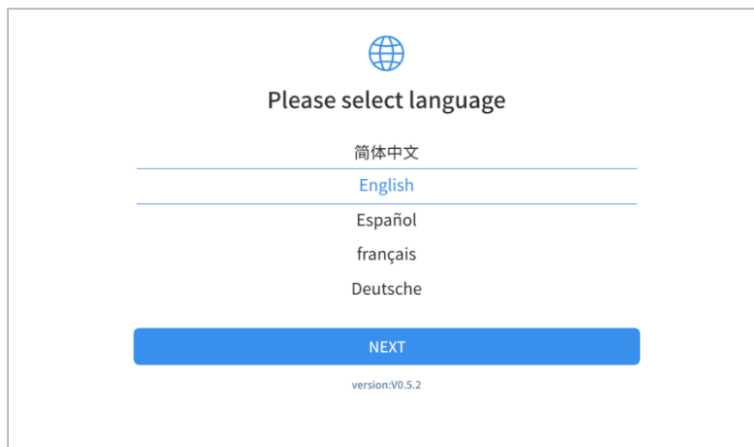 Please select language
简体中文
English
Español
français
Deutsche
NEXT
version:V0.5.2